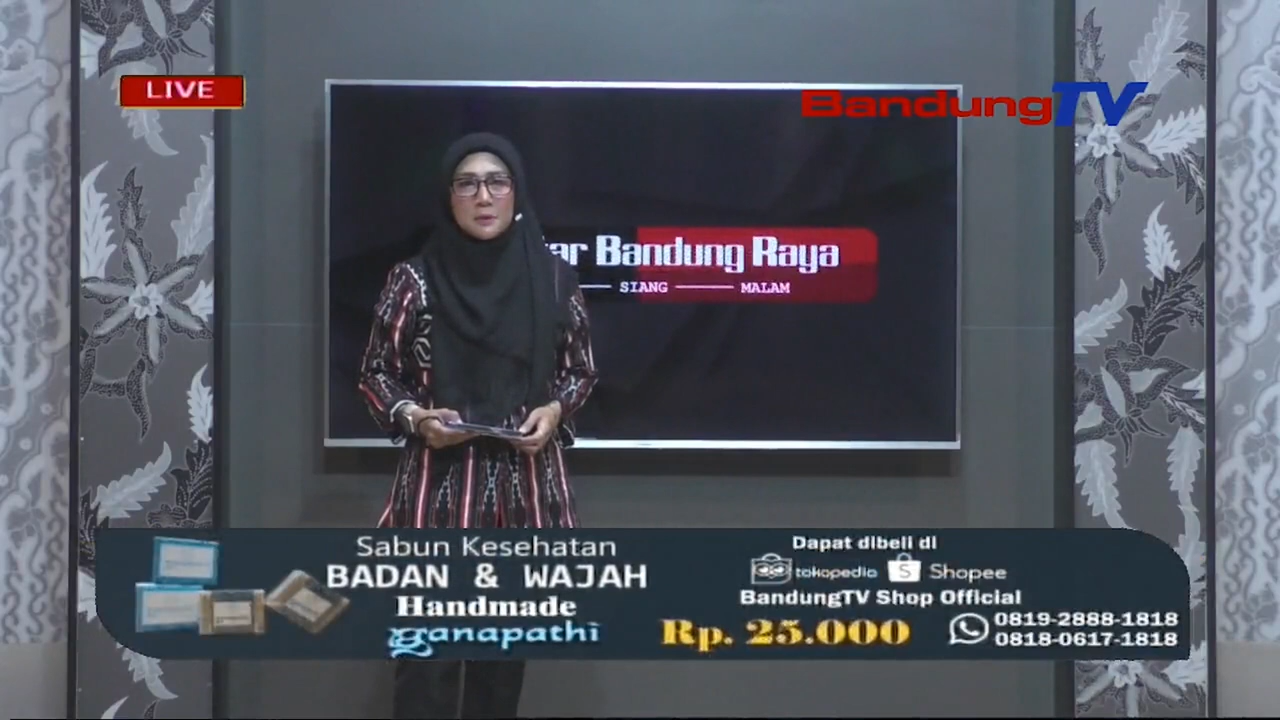 LIVE
BandungTV
Bandung Raya
SIANG
MALAM
Sabun Kesehatan
BADAN & WAJAH
Handmade
ganapathi
Rp. 25.000
Dapat dibeli di
tokopedia
Shopee
BandungTV Shop Official
0819-2888-1818
0818-0617-1818